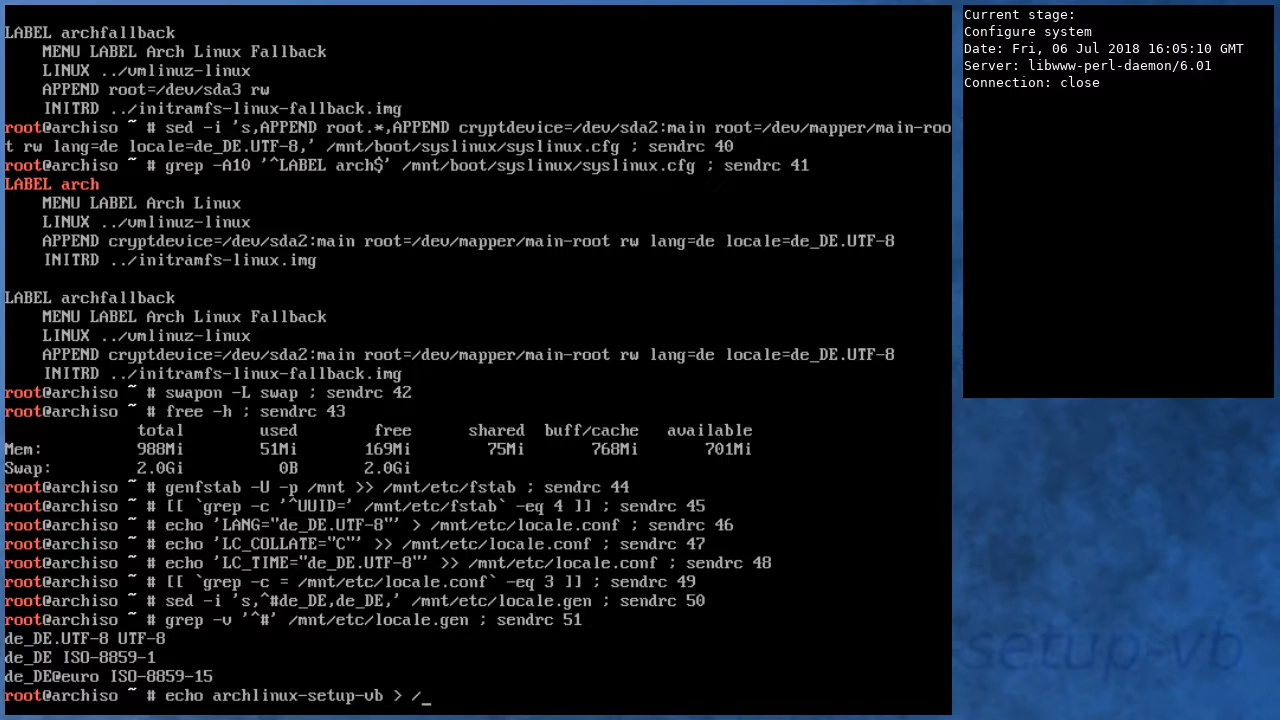 LABEL archfallback
    MENU LABEL Arch Linux Fallback
    LINUX ../vmlinuz-linux
    APPEND root=/dev/sda3 rw
    INITRD ../initramfs-linux-fallback.img
root@archiso ~ # sed -i 's,APPEND root.*,APPEND cryptdevice=/dev/sda2:main root=/dev/mapper/main-roo
t rw lang=de locale=de_DE.UTF-8,' /mnt/boot/syslinux/syslinux.cfg ; sendrc 40
root@archiso ~ # grep -A10 '^LABEL arch$' /mnt/boot/syslinux/syslinux.cfg ; sendrc 41
LABEL arch
    MENU LABEL Arch Linux
    LINUX ../vmlinuz-linux
    APPEND cryptdevice=/dev/sda2:main root=/dev/mapper/main-root rw lang=de locale=de_DE.UTF-8
    INITRD ../initramfs-linux.img

LABEL archfallback
    MENU LABEL Arch Linux Fallback
    LINUX ../vmlinuz-linux
    APPEND cryptdevice=/dev/sda2:main root=/dev/mapper/main-root rw lang=de locale=de_DE.UTF-8
    INITRD ../initramfs-linux-fallback.img
root@archiso ~ # swapon -L swap ; sendrc 42
root@archiso ~ # free -h ; sendrc 43
              total        used        free      shared  buff/cache   available
Mem:          988Mi        51Mi       169Mi        75Mi       768Mi       701Mi
Swap:         2.0Gi          0B       2.0Gi
root@archiso ~ # genfstab -U -p /mnt >> /mnt/etc/fstab ; sendrc 44
root@archiso ~ # [[ `grep -c '^UUID=' /mnt/etc/fstab` -eq 4 ]] ; sendrc 45
root@archiso ~ # echo 'LANG="de_DE.UTF-8"' > /mnt/etc/locale.conf ; sendrc 46
root@archiso ~ # echo 'LC_COLLATE="C"' >> /mnt/etc/locale.conf ; sendrc 47
root@archiso ~ # echo 'LC_TIME="de_DE.UTF-8"' >> /mnt/etc/locale.conf ; sendrc 48
root@archiso ~ # [[ `grep -c = /mnt/etc/locale.conf` -eq 3 ]] ; sendrc 49
root@archiso ~ # sed -i 's,^#de_DE,de_DE,' /mnt/etc/locale.gen ; sendrc 50
root@archiso ~ # grep -v '^#' /mnt/etc/locale.gen ; sendrc 51
de_DE.UTF-8 UTF-8
de_DE ISO-8859-1
de_DE@euro ISO-8859-15
root@archiso ~ # echo archlinux-setup-vb > /_
Current stage:
Configure system
Date: Fri, 06 Jul 2018 16:05:10 GMT
Server: libwww-perl-daemon/6.01
Connection: close
setup-vb